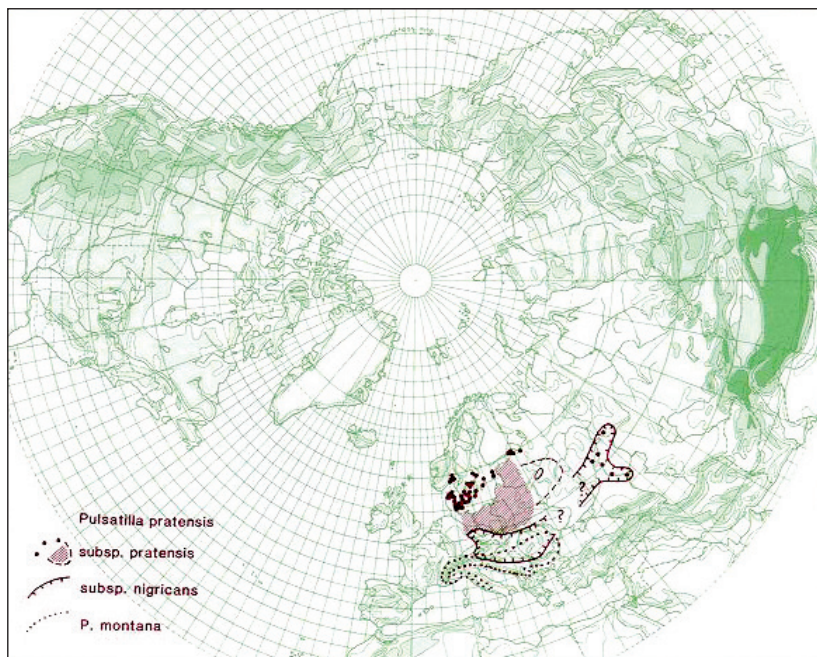 ?
?
Pulsatilla pratensis
subsp. pratensis
subsp. nigricans
P. montana